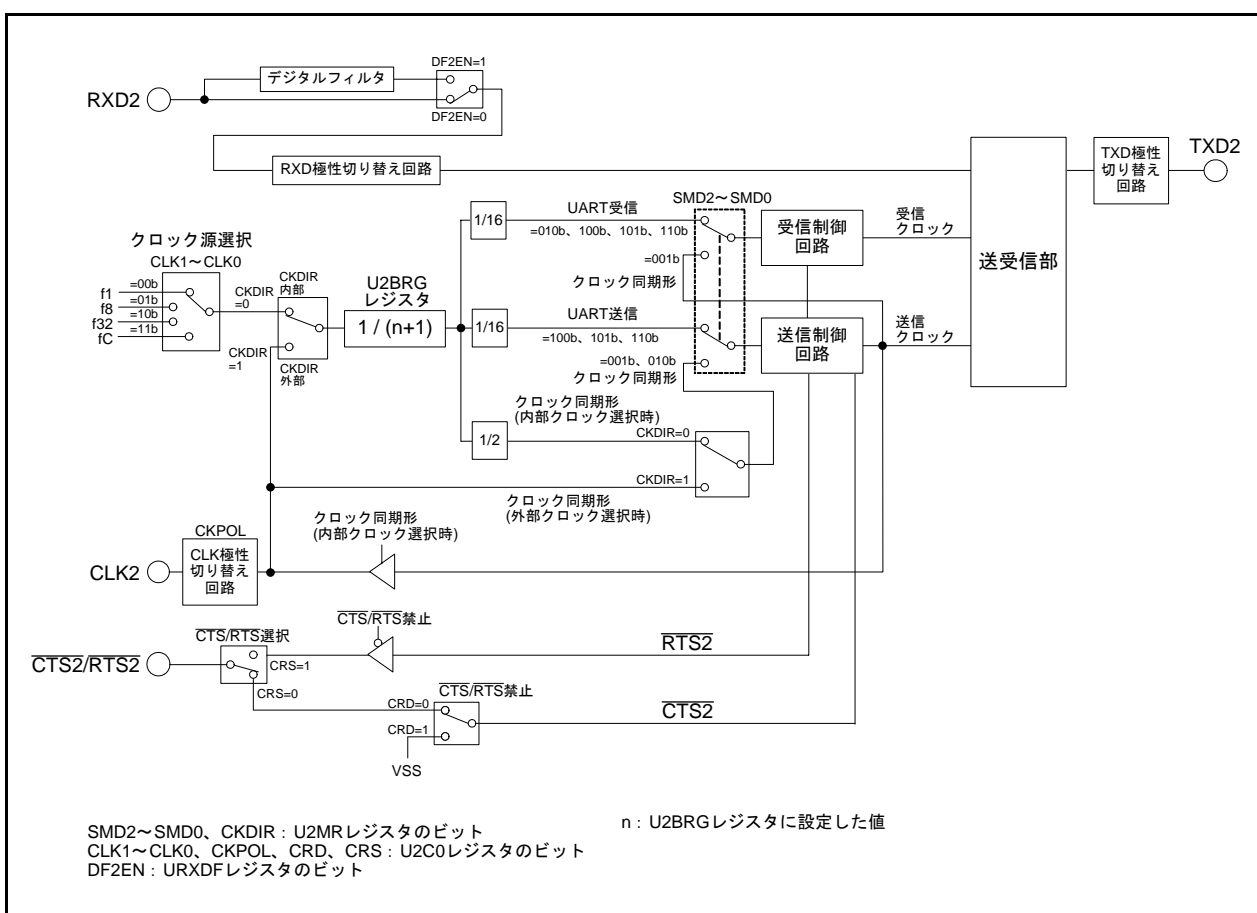 DF2EN=1
デジタルフィルタ
RXD2
DF2EN=0
RXD極性切り替え回路
TXD極性
切り替え
回路
TXD2
SMD2～SMD0
1/16
UART受信
=010b、100b、101b、110b
受信制御
回路
受信
クロック
送受信部
クロック源選択
CLK1～CLK0
=001b
クロック同期形
f1
=00b
f8
=01b
f32
=10b
fC
=11b
CKDIR
=0
CKDIR
内部
U2BRG
レジスタ
1 / (n+1)
1/16
UART送信
=100b、101b、110b
送信制御
回路
送信
クロック
CKDIR
=1
CKDIR
外部
=001b、010b
クロック同期形
クロック同期形
(内部クロック選択時)
1/2
CKDIR=0
CKDIR=1
クロック同期形
(外部クロック選択時)
クロック同期形
(内部クロック選択時)
CKPOL
CLK2
CLK極性
切り替え
回路
CTS/RTS禁止
CTS/RTS選択
RTS2
CTS2/RTS2
CRS=1
CRS=0
CTS/RTS禁止
CRD=0
CTS2
CRD=1
VSS
SMD2～SMD0、CKDIR：U2MRレジスタのビット
CLK1～CLK0、CKPOL、CRD、CRS：U2C0レジスタのビット
DF2EN：URXDFレジスタのビット
n：U2BRGレジスタに設定した値